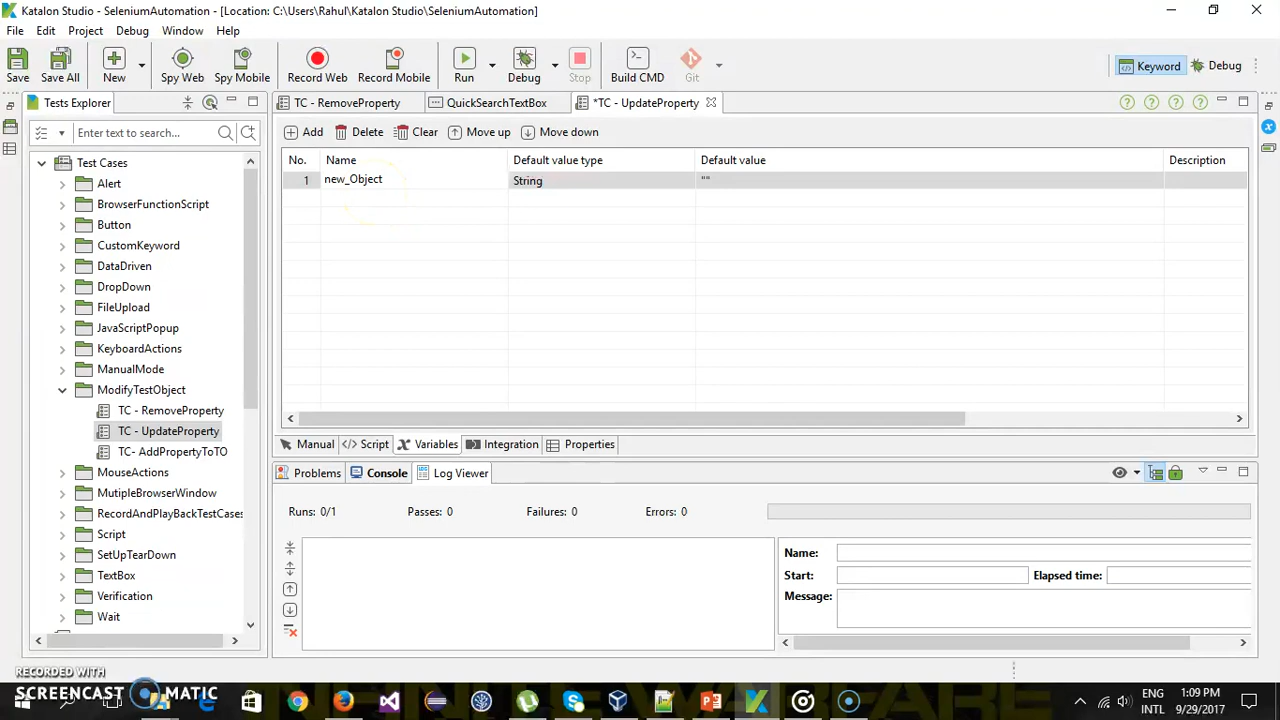 Katalon Studio - SeleniumAutomation - [Location: C:\Users\Rahul\Katalon Studio\SeleniumAutomation]
File Edit Project Debug Window Help
Save Save All New Spy Web Spy Mobile Record Web Record Mobile Run Debug Stop Build CMD Git Keyword Debug
Tests Explorer
TC - RemoveProperty QuickSearchTextBox *TC - UpdateProperty
Enter text to search...
Add Delete Clear Move up Move down
No. Name Default value type Default value Description
1 new_Object String ""
Test Cases
Alert
BrowserFunctionScript
Button
CustomKeyword
DataDriven
DropDown
FileUpload
JavaScriptPopup
KeyboardActions
ManualMode
ModifyTestObject
TC - RemoveProperty
TC - UpdateProperty
TC- AddPropertyToTO
MouseActions
MutipleBrowserWindow
RecordAndPlayBackTestCases
Script
SetUpTearDown
TextBox
Verification
Wait
Manual Script Variables Integration Properties
Problems Console Log Viewer
Runs: 0/1 Passes: 0 Failures: 0 Errors: 0
Name:
Start: Elapsed time:
Message:
RECORDED WITH
SCREENCAST MATIC
ENG
INTL
1:09 PM
9/29/2017